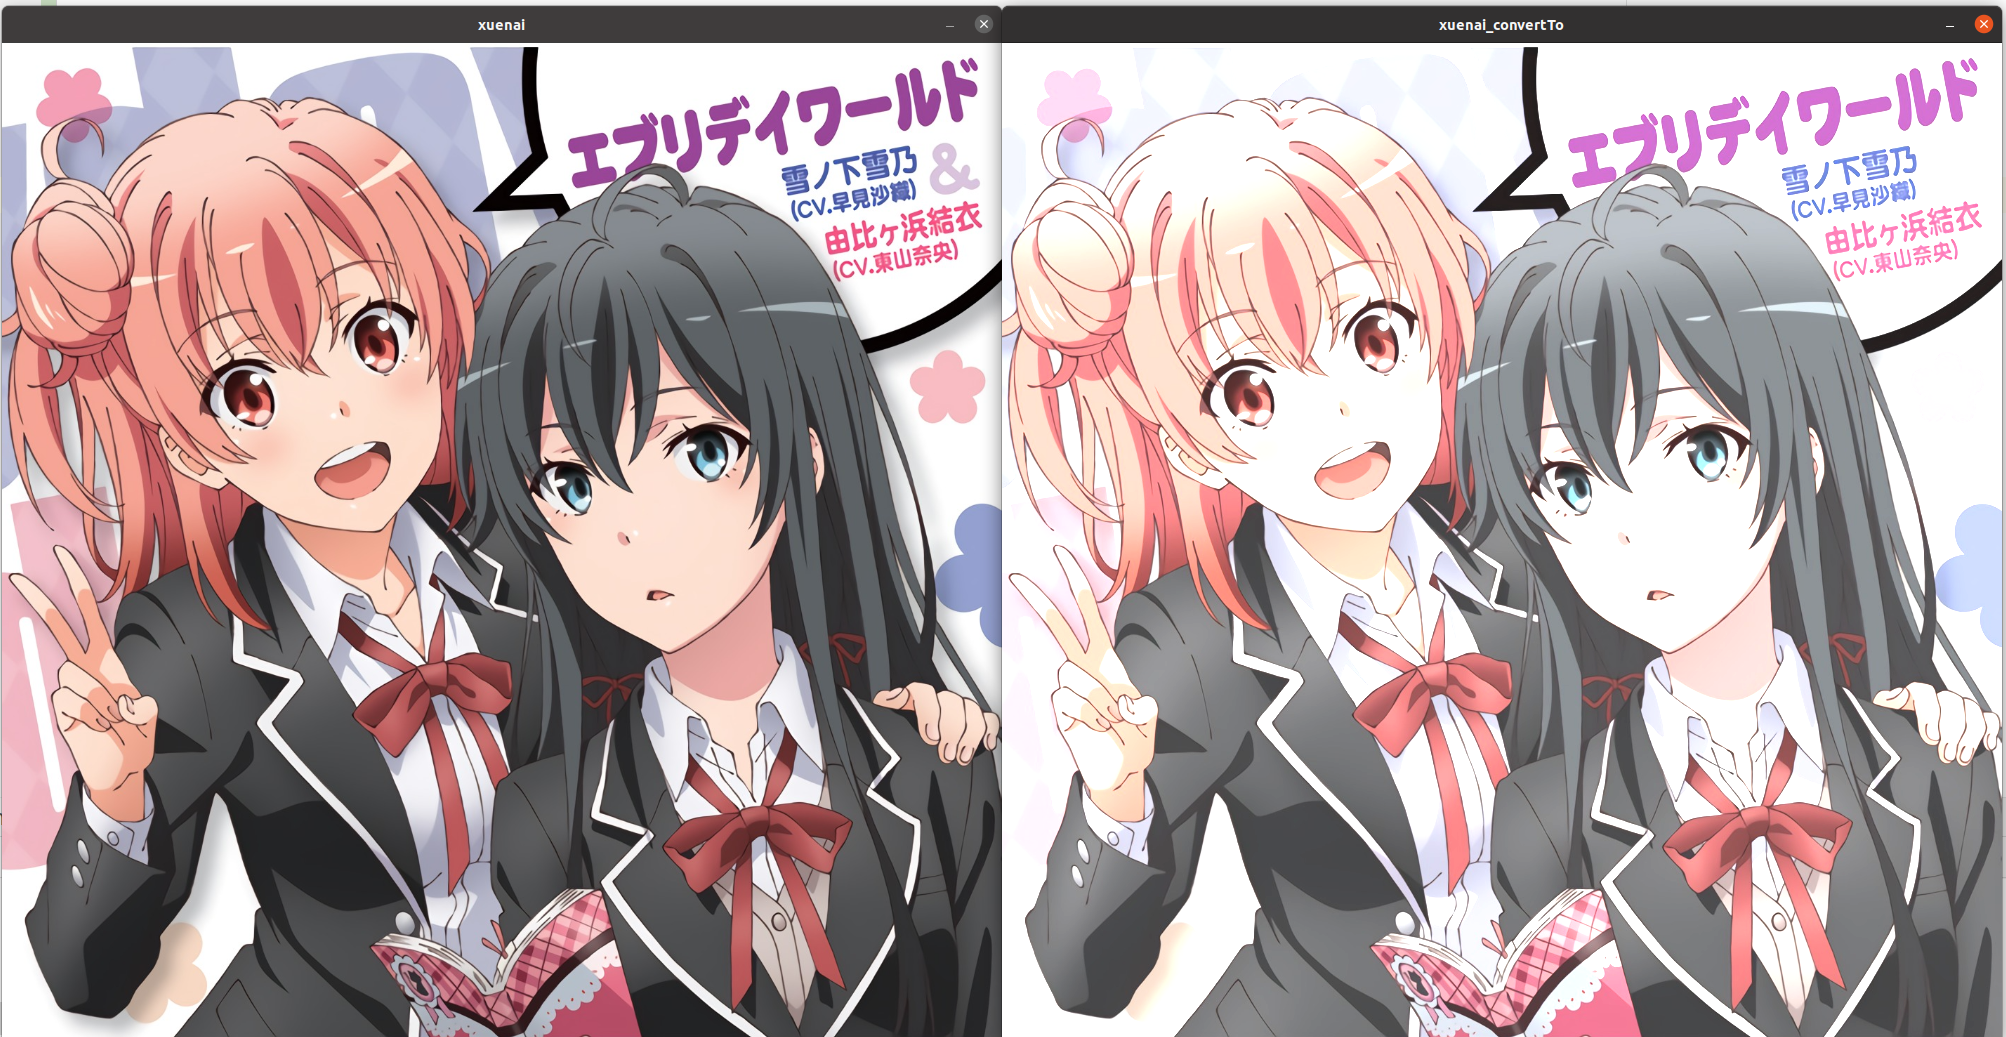 xuenai
エブリデイワールド
雪ノ下雪乃 &
(CV.早見沙織)
由比ヶ浜結衣
(CV.東山奈央)
xuenai_convertTo
エブリデイワールド
雪ノ下雪乃
(CV.早見沙織)
由比ヶ浜結衣
(CV.東山奈央)